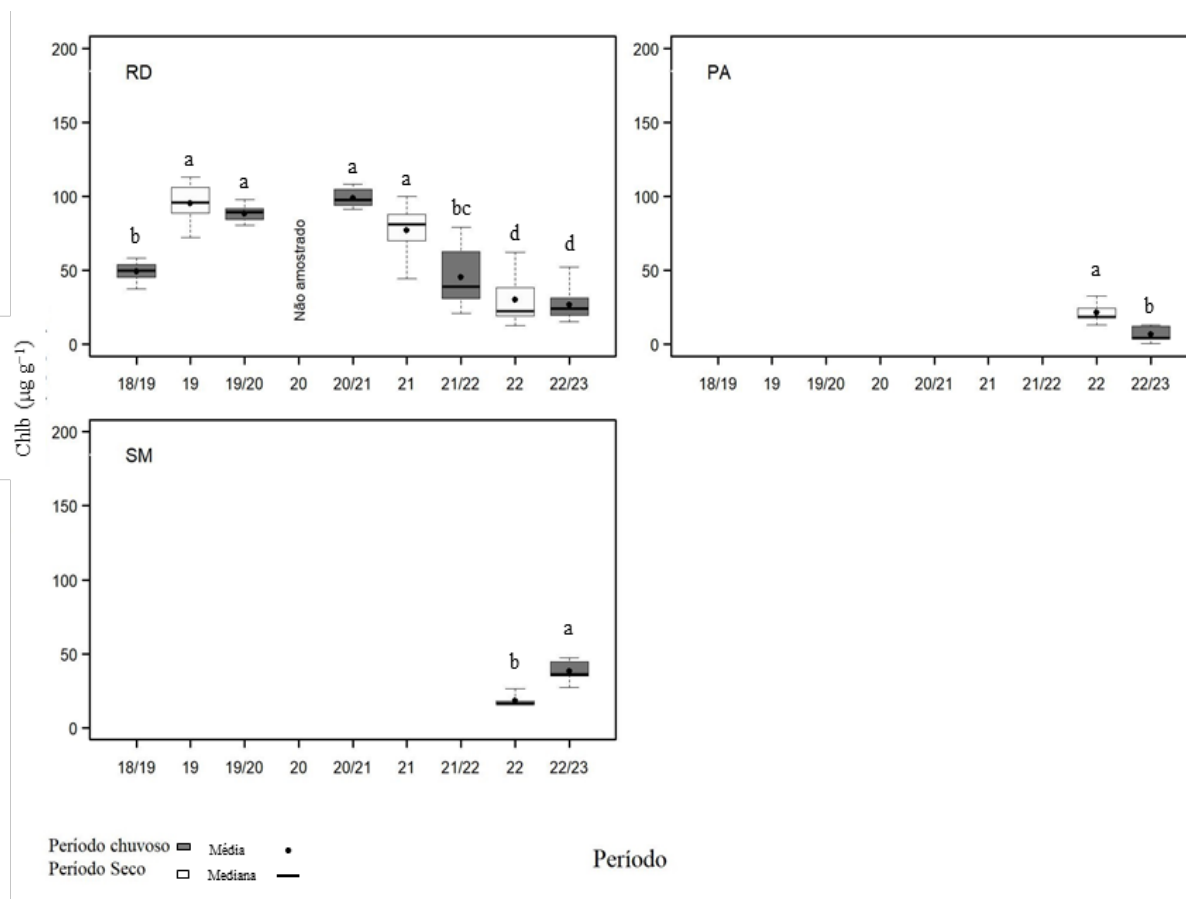 RD
200
150
100
50
0
b
a
a
Não amostrado
a
a
bc
d
d
18/19 19 19/20 20 20/21 21 21/22 22 22/23
PA
200
150
100
50
0
a
b
18/19 19 19/20 20 20/21 21 21/22 22 22/23
Chlb (µg g⁻¹)
SM
200
150
100
50
0
b
a
18/19 19 19/20 20 20/21 21 21/22 22 22/23
Período chuvoso Média
Período Seco Mediana
Período